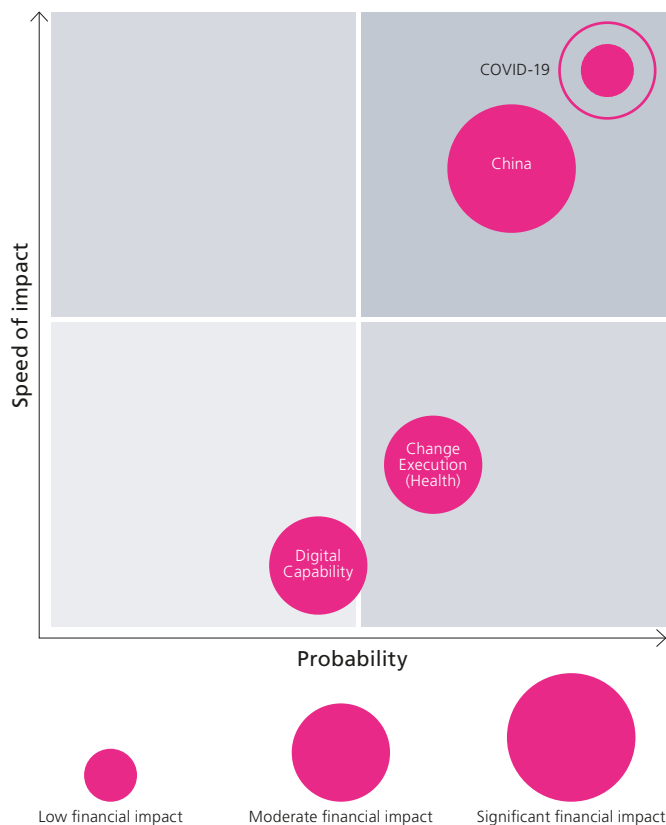 COVID-19
China
Speed of impact
Change
Execution
(Health)
Digital
Capability
Probability
Low financial impact
Moderate financial impact
Significant financial impact